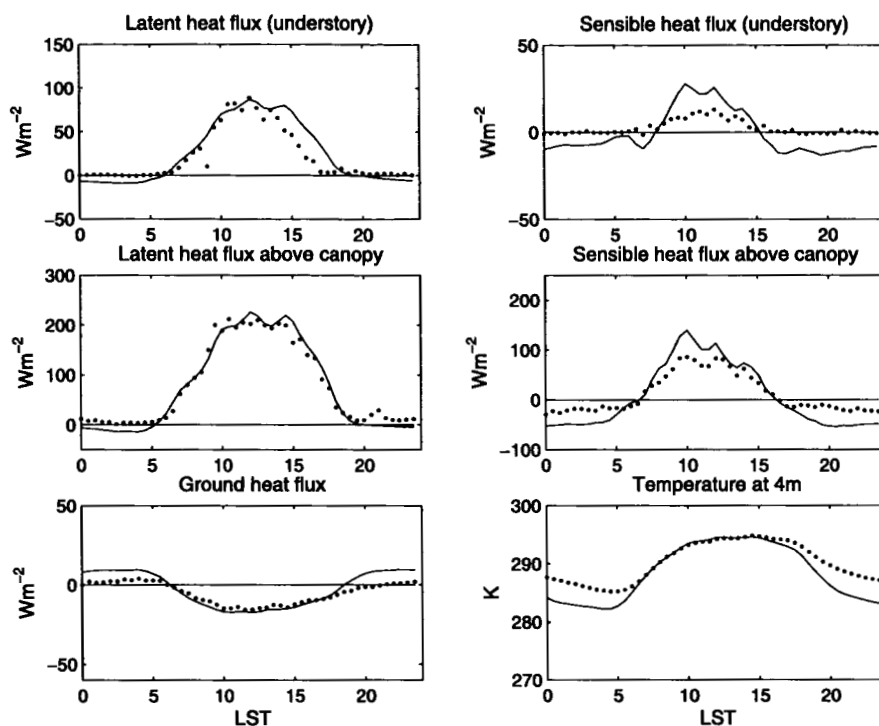 Latent heat flux (understory)
150
100
50
0
−50
Wm−2
0 5 10 15 20
Sensible heat flux (understory)
50
0
−50
Wm−2
0 5 10 15 20
Latent heat flux above canopy
300
200
100
0
Wm−2
0 5 10 15 20
Sensible heat flux above canopy
200
100
0
−100
Wm−2
0 5 10 15 20
Ground heat flux
50
0
−50
Wm−2
0 5 10 15 20
LST
Temperature at 4m
300
290
280
270
K
0 5 10 15 20
LST